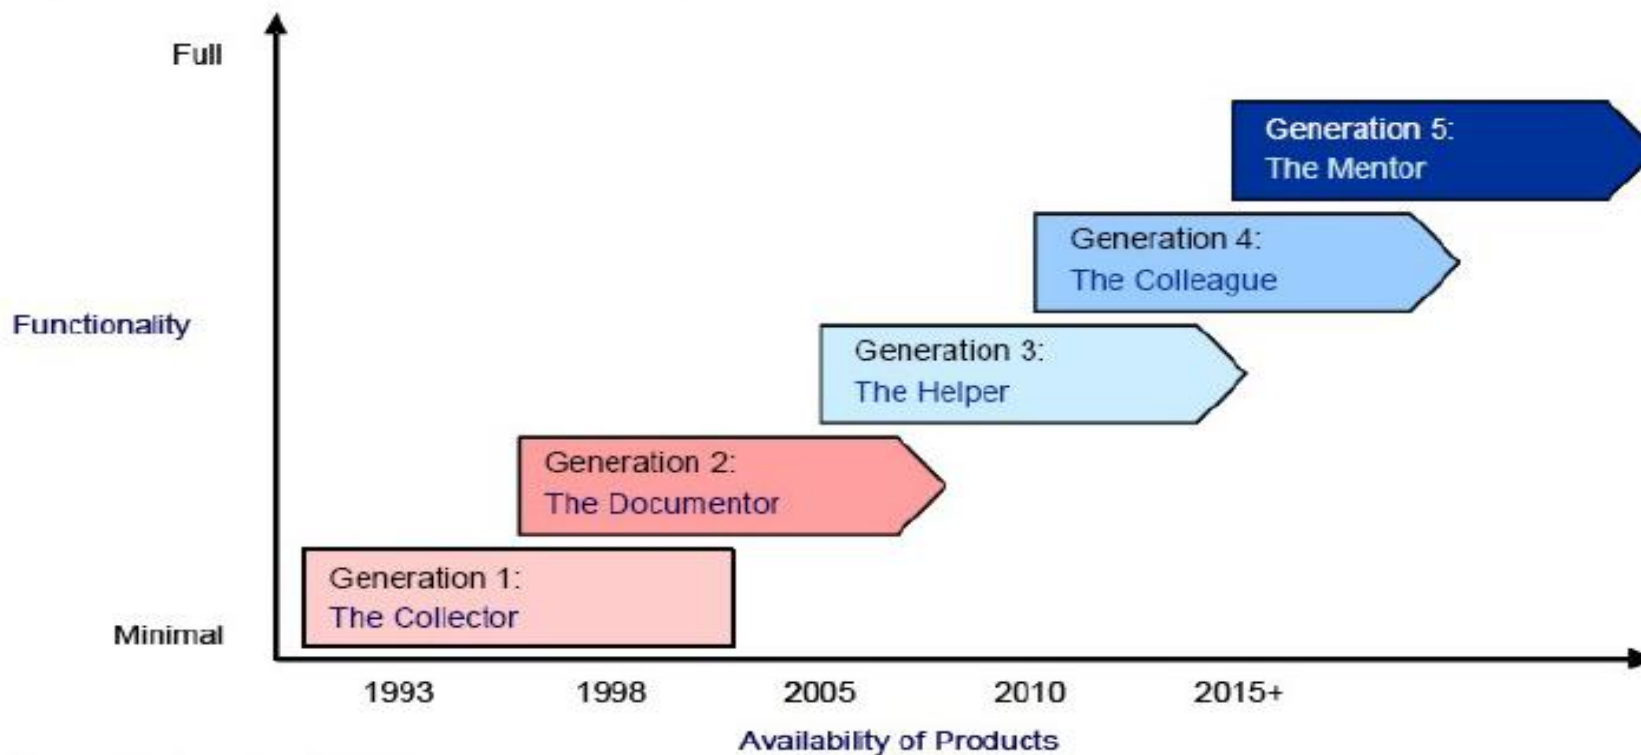 Full
Generation 5:
The Mentor
Generation 4:
The Colleague
Functionality
Generation 3:
The Helper
Generation 2:
The Documentor
Generation 1:
The Collector
Minimal
1993 1998 2005 2010 2015+
Availability of Products